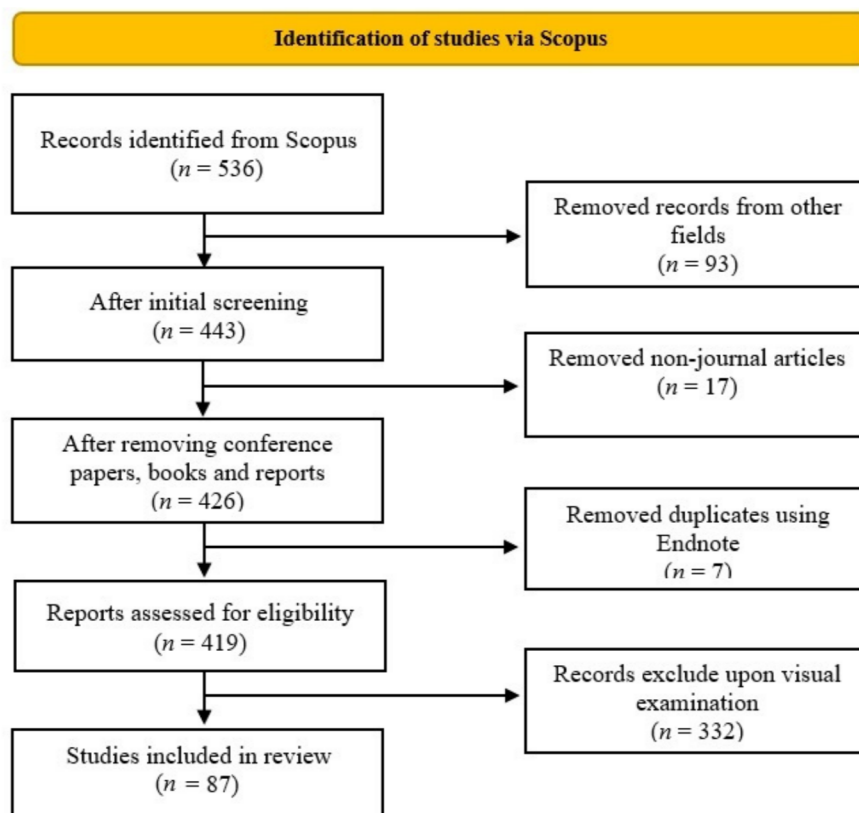 Identification of studies via Scopus
Records identified from Scopus
(n = 536)
Removed records from other
fields
(n = 93)
After initial screening
(n = 443)
Removed non-journal articles
(n = 17)
After removing conference
papers, books and reports
(n = 426)
Removed duplicates using
Endnote
(n = 7)
Reports assessed for eligibility
(n = 419)
Records exclude upon visual
examination
(n = 332)
Studies included in review
(n = 87)